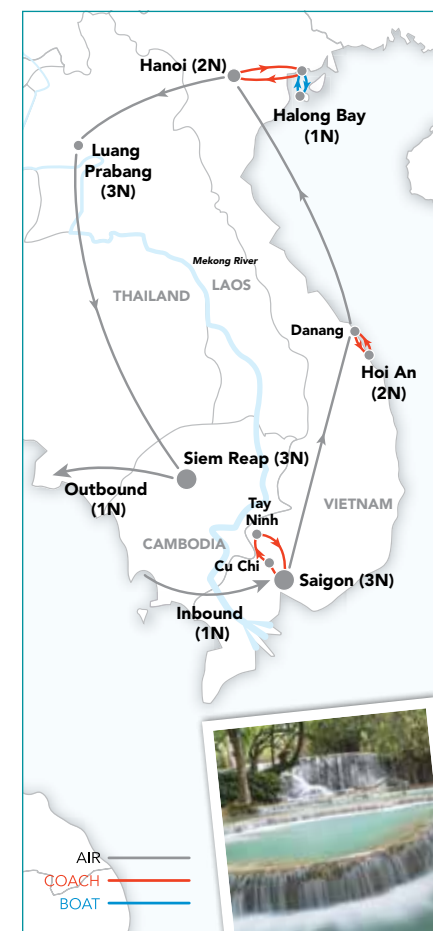 Hanoi (2N)
Halong Bay
(1N)
Luang
Prabang
(3N)
Mekong River
LAOS
THAILAND
Danang
Hoi An
(2N)
Siem Reap (3N)
Outbound
(1N)
Tay
Ninh
VIETNAM
CAMBODIA
Cu Chi
Saigon (3N)
Inbound
(1N)
AIR
COACH
BOAT